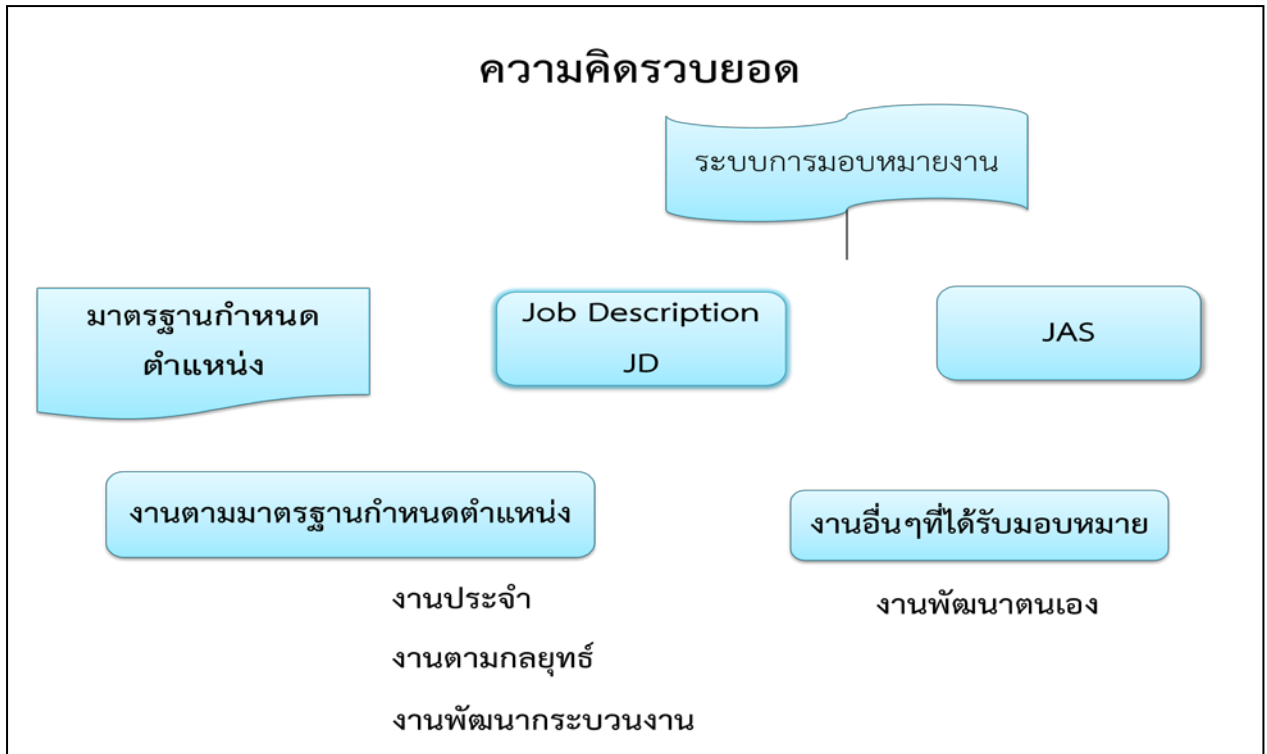 ความคิดรวบยอด
ระบบการมอบหมายงาน
มาตรฐานกำหนด
ตำแหน่ง
Job Description
JD
JAS
งานตามมาตรฐานกำหนดตำแหน่ง
งานอื่นๆที่ได้รับมอบหมาย
งานประจำ
งานพัฒนาตนเอง
งานตามกลยุทธ์
งานพัฒนากระบวนงาน